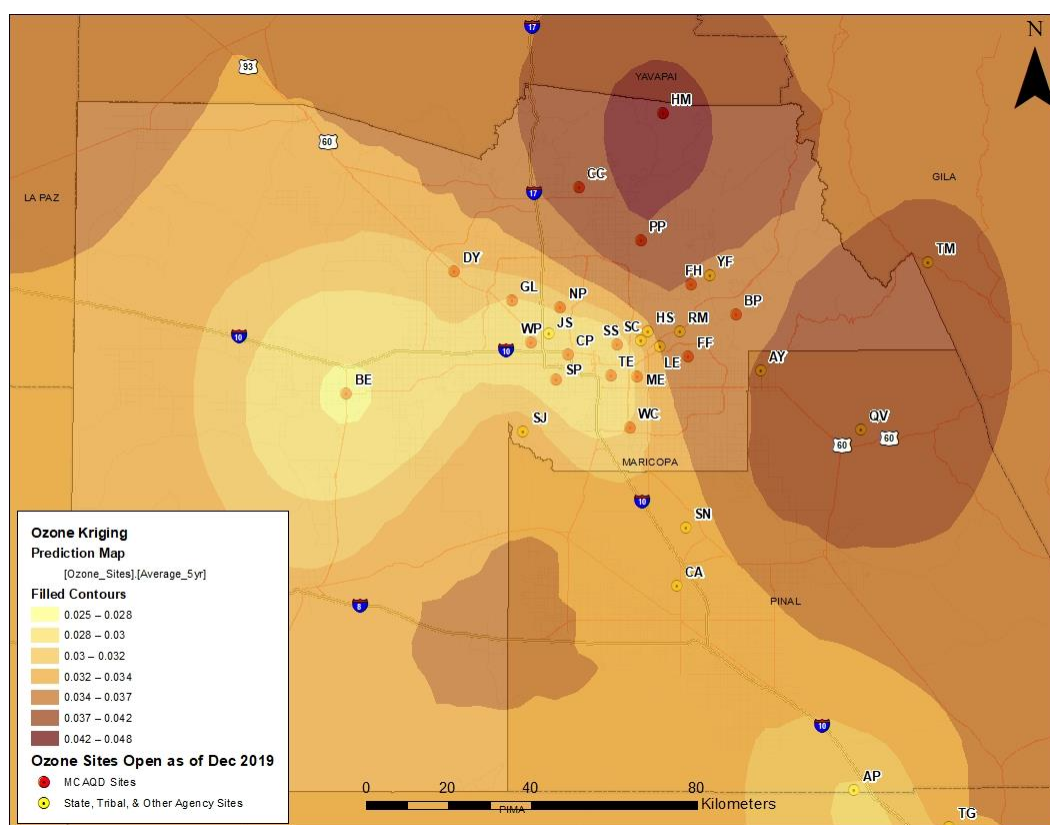 17
N
93
YAVAPAI
HM
60
CC
GILA
LA PAZ
17
PP
TM
DY
FH
YF
GL
NP
BP
JS
HS
RM
WP
SS
SC
10
CP
FF
10
TE
LE
AY
SP
ME
BE
SJ
WC
QV
60
60
MARICOPA
10
SN
CA
8
PINAL
10
AP
TG
Ozone Kriging
Prediction Map
[Ozone_Sites].[Average_5yr]
Filled Contours
0.025 – 0.028
0.028 – 0.03
0.03 – 0.032
0.032 – 0.034
0.034 – 0.037
0.037 – 0.042
0.042 – 0.048
Ozone Sites Open as of Dec 2019
MCAQD Sites
State, Tribal, & Other Agency Sites
0 20 40 80
Kilometers
PIMA